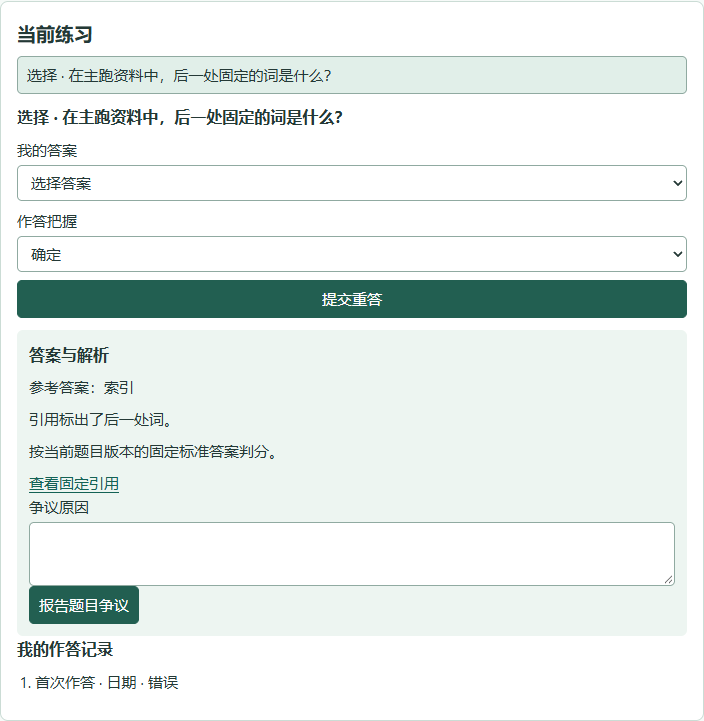 当前练习
选择 · 在主跑资料中，后一处固定的词是什么？
选择 · 在主跑资料中，后一处固定的词是什么？
我的答案
选择答案
作答把握
确定
提交重答
答案与解析
参考答案：索引
引用标出了后一处词。
按当前题目版本的固定标准答案判分。
查看固定引用
争议原因
报告题目争议
我的作答记录
1. 首次作答 · 日期 · 错误